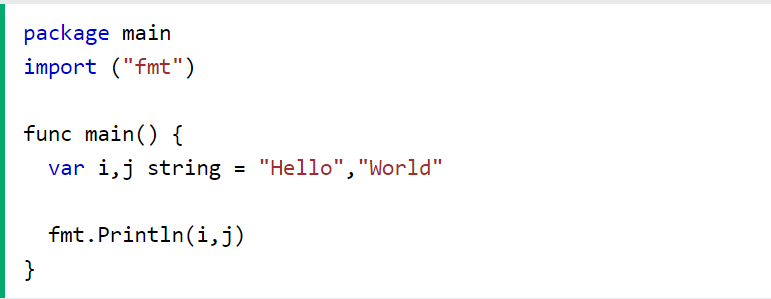 package main
import ("fmt")
func main() {
var i,j string = "Hello","World"
fmt.Println(i,j)
}